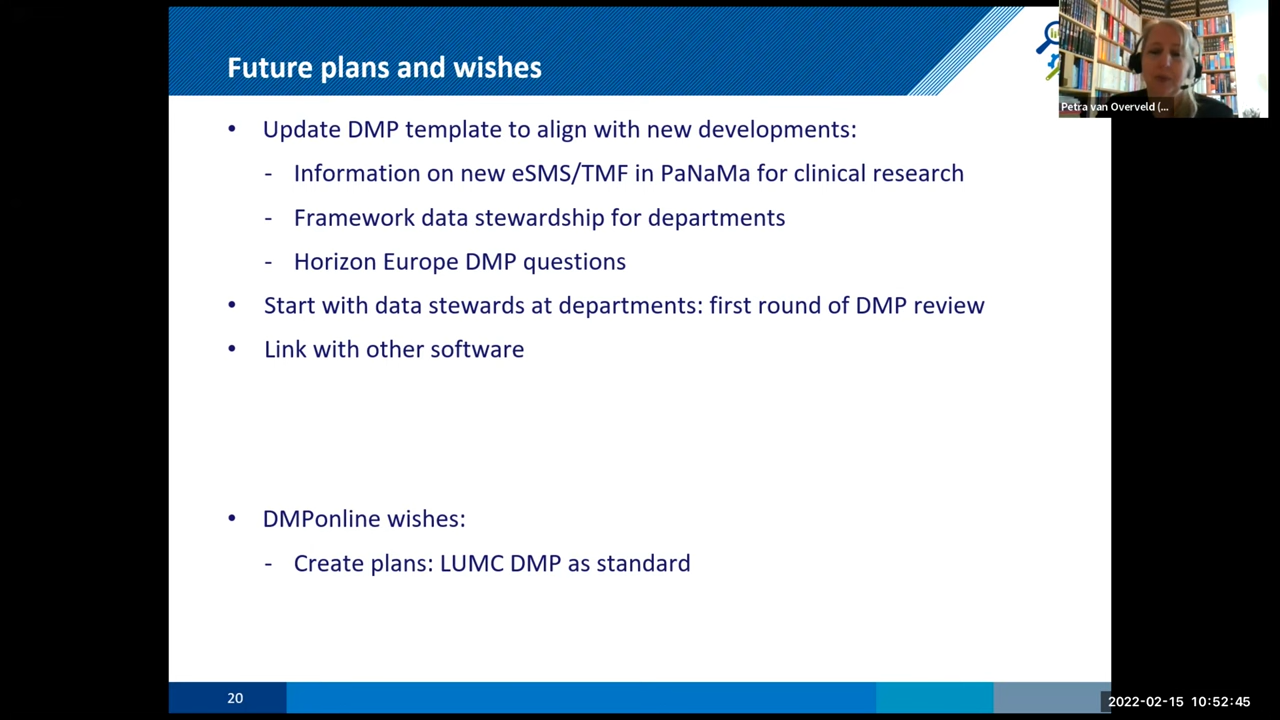 Future plans and wishes
Petra van Overveld (...
• Update DMP template to align with new developments:
- Information on new eSMS/TMF in PaNaMa for clinical research
- Framework data stewardship for departments
- Horizon Europe DMP questions
• Start with data stewards at departments: first round of DMP review
• Link with other software
• DMPonline wishes:
- Create plans: LUMC DMP as standard
20
2022-02-15 10:52:45